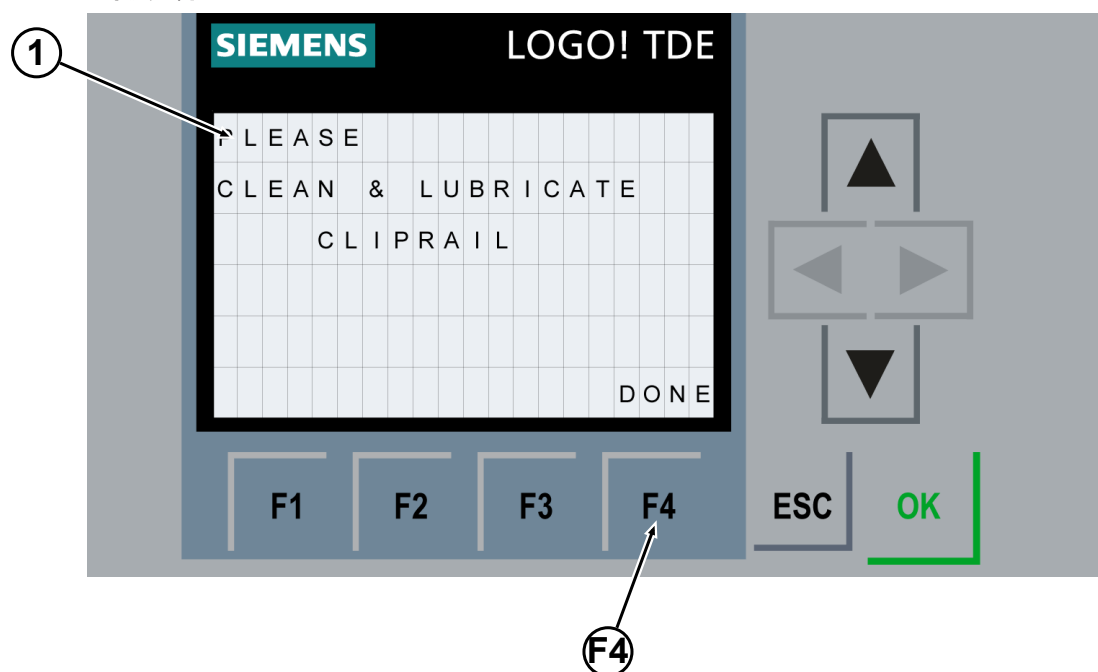 SIEMENS LOGO! TDE
1
PLEASE
CLEAN & LUBRICATE
CLIPRAIL
DONE
F1 F2 F3 F4 ESC OK
F4